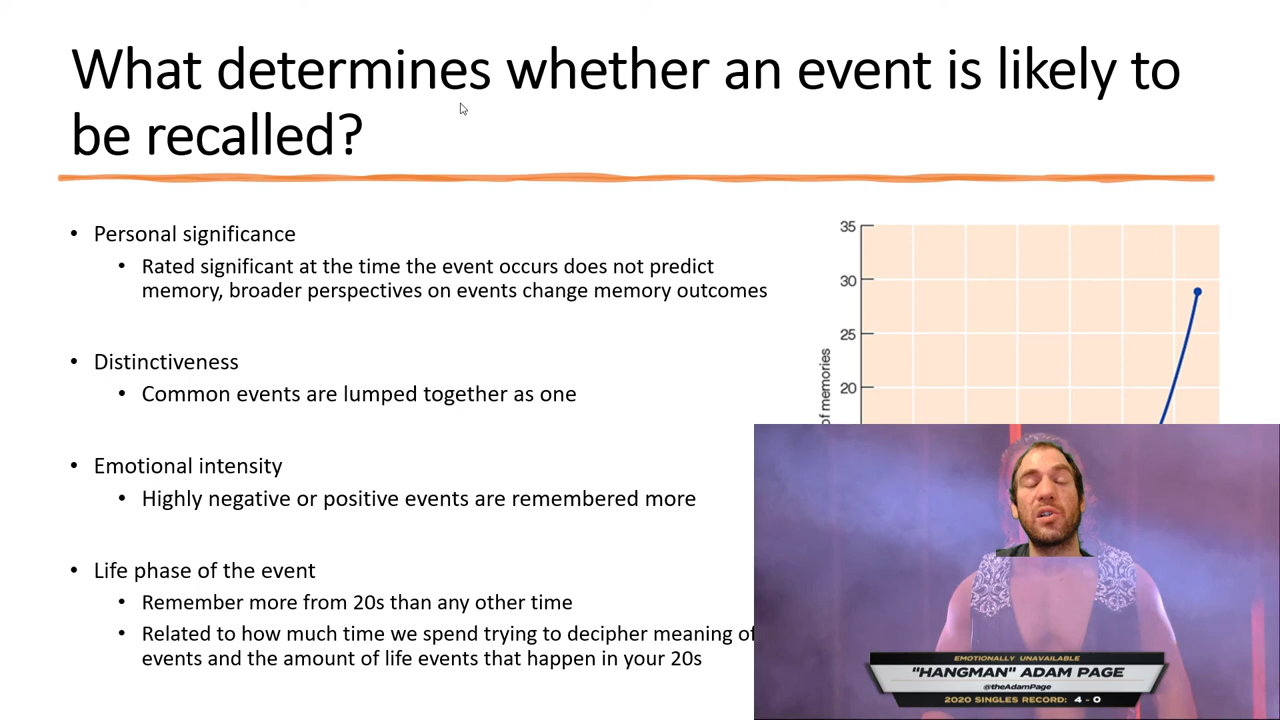 What determines whether an event is likely to
be recalled?
• Personal significance
• Rated significant at the time the event occurs does not predict
memory, broader perspectives on events change memory outcomes
• Distinctiveness
• Common events are lumped together as one
• Emotional intensity
• Highly negative or positive events are remembered more
• Life phase of the event
• Remember more from 20s than any other time
• Related to how much time we spend trying to decipher meaning of
events and the amount of life events that happen in your 20s
35
30
25
20
of memories
EMOTIONALLY UNAVAILABLE
"HANGMAN" ADAM PAGE
@theAdamPage
2020 SINGLES RECORD: 4 - 0